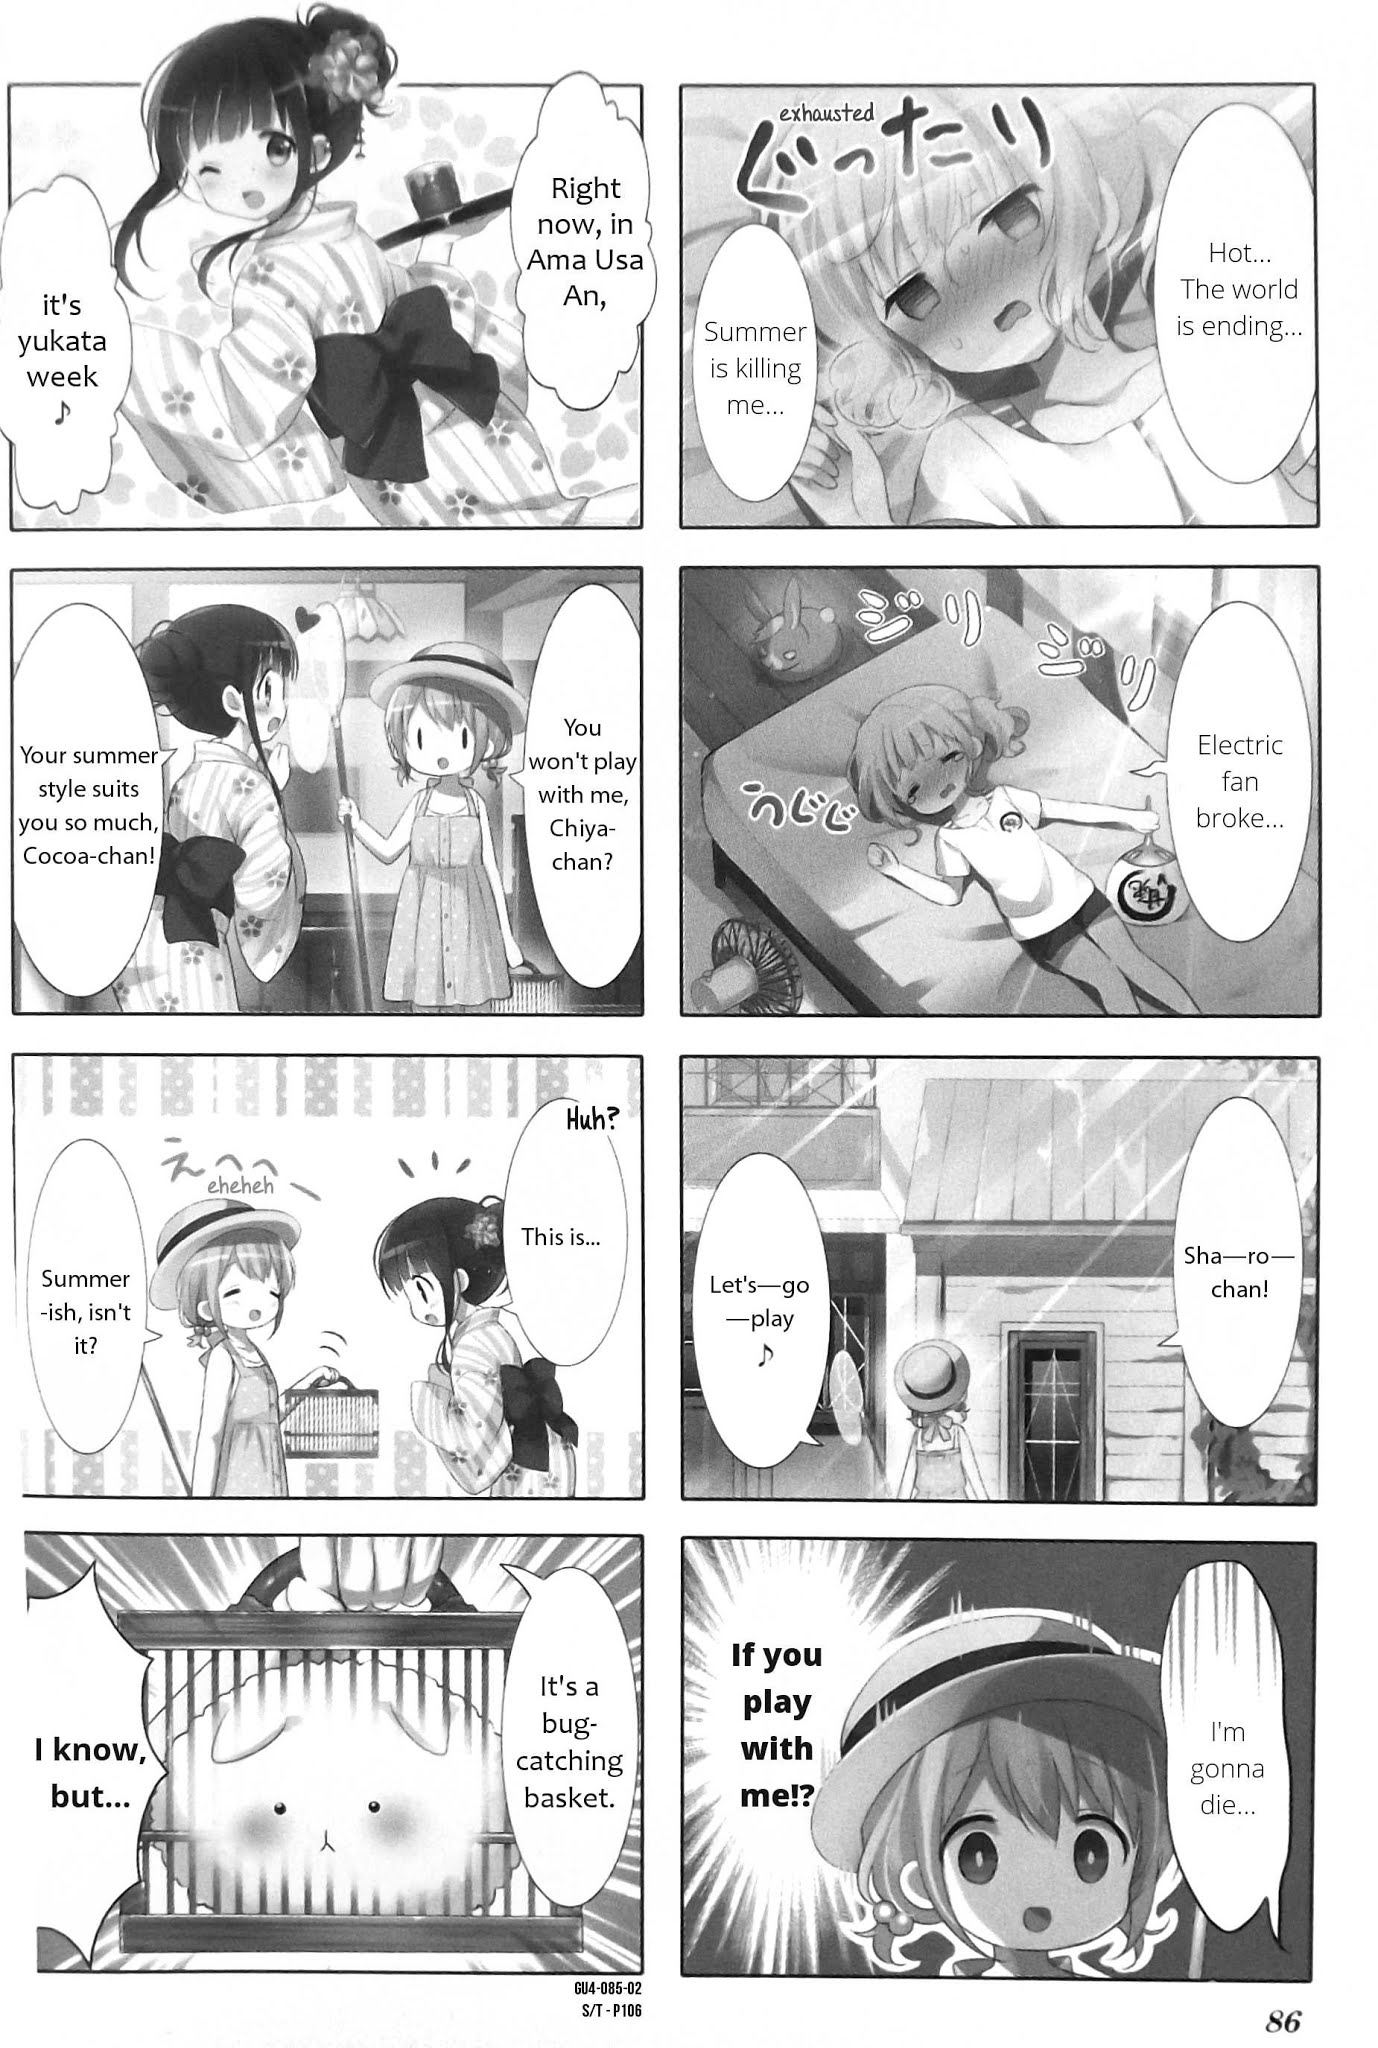 exhausted
ぐったり
Hot...
The world
is ending...
Summer
is killing
me...
ジリ
ジリ
Electric
fan
broke...
うじじ
Sha—ro—
chan!
Let's—go
—play
♪
I'm
gonna
die...
If you
play
with
me!?
Right
now, in
Ama Usa
An,
it's
yukata
week
♪
You
won't play
with me,
Chiya-
chan?
Your summer
style suits
you so much,
Cocoa-chan!
Huh?
This is...
えへへー
eheheh
Summer
-ish, isn't
it?
It's a
bug-
catching
basket.
I know,
but...
GU4-085-02
S/T - P106
86